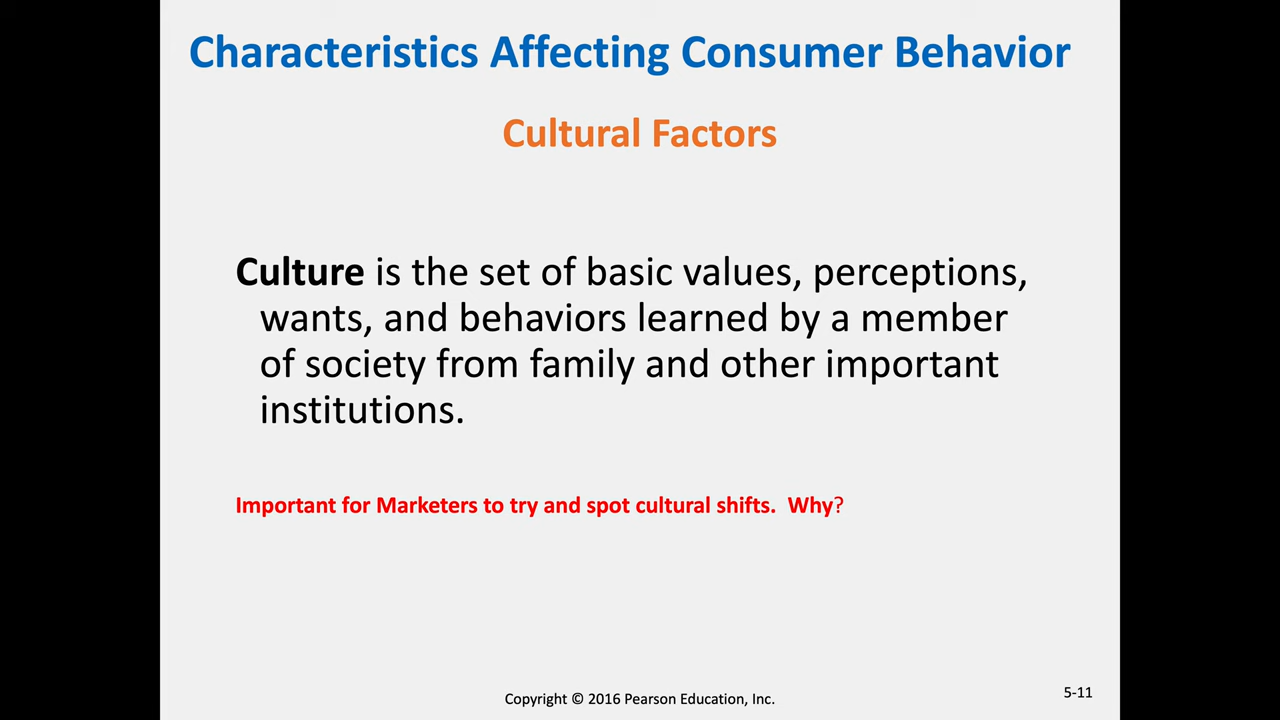 Characteristics Affecting Consumer Behavior
Cultural Factors
Culture is the set of basic values, perceptions,
wants, and behaviors learned by a member
of society from family and other important
institutions.
Important for Marketers to try and spot cultural shifts.  Why?
Copyright © 2016 Pearson Education, Inc.
5-11